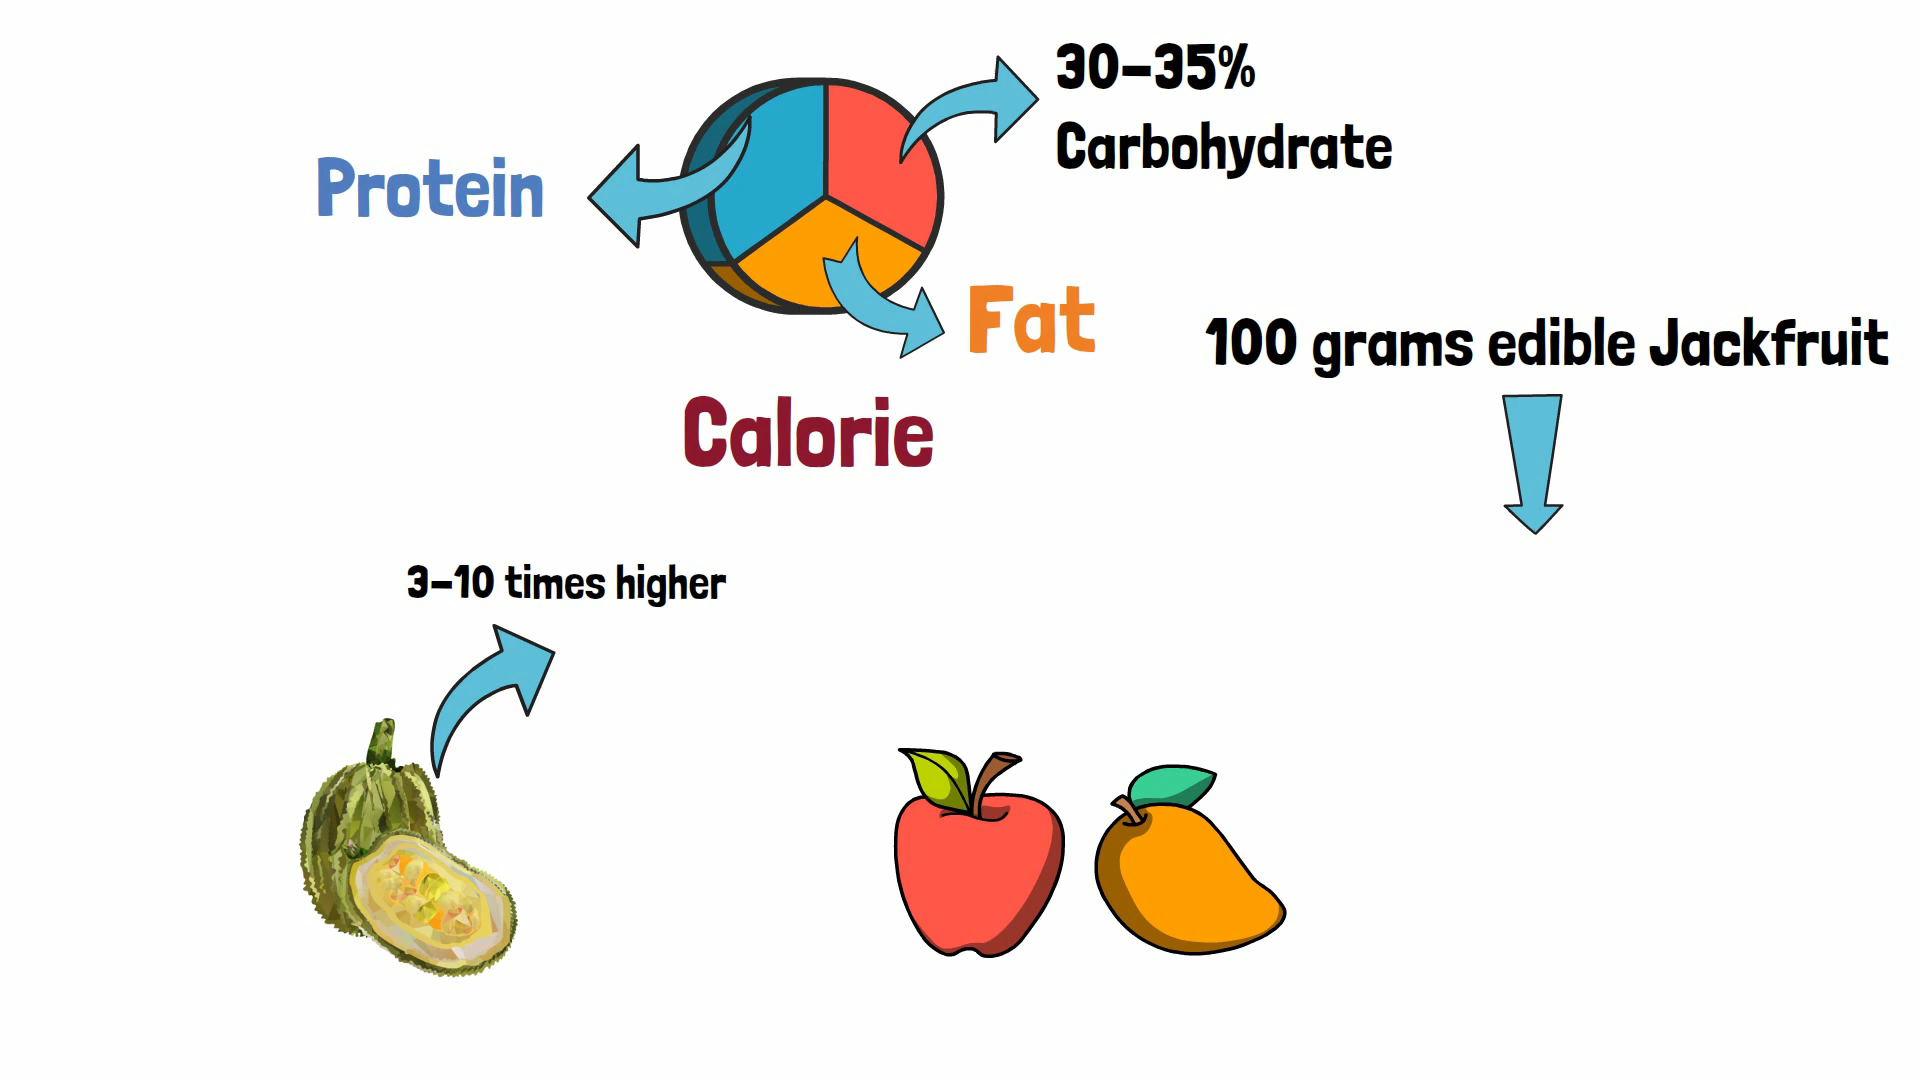 30–35%
Carbohydrate
Protein
Fat
100 grams edible Jackfruit
Calorie
3–10 times higher